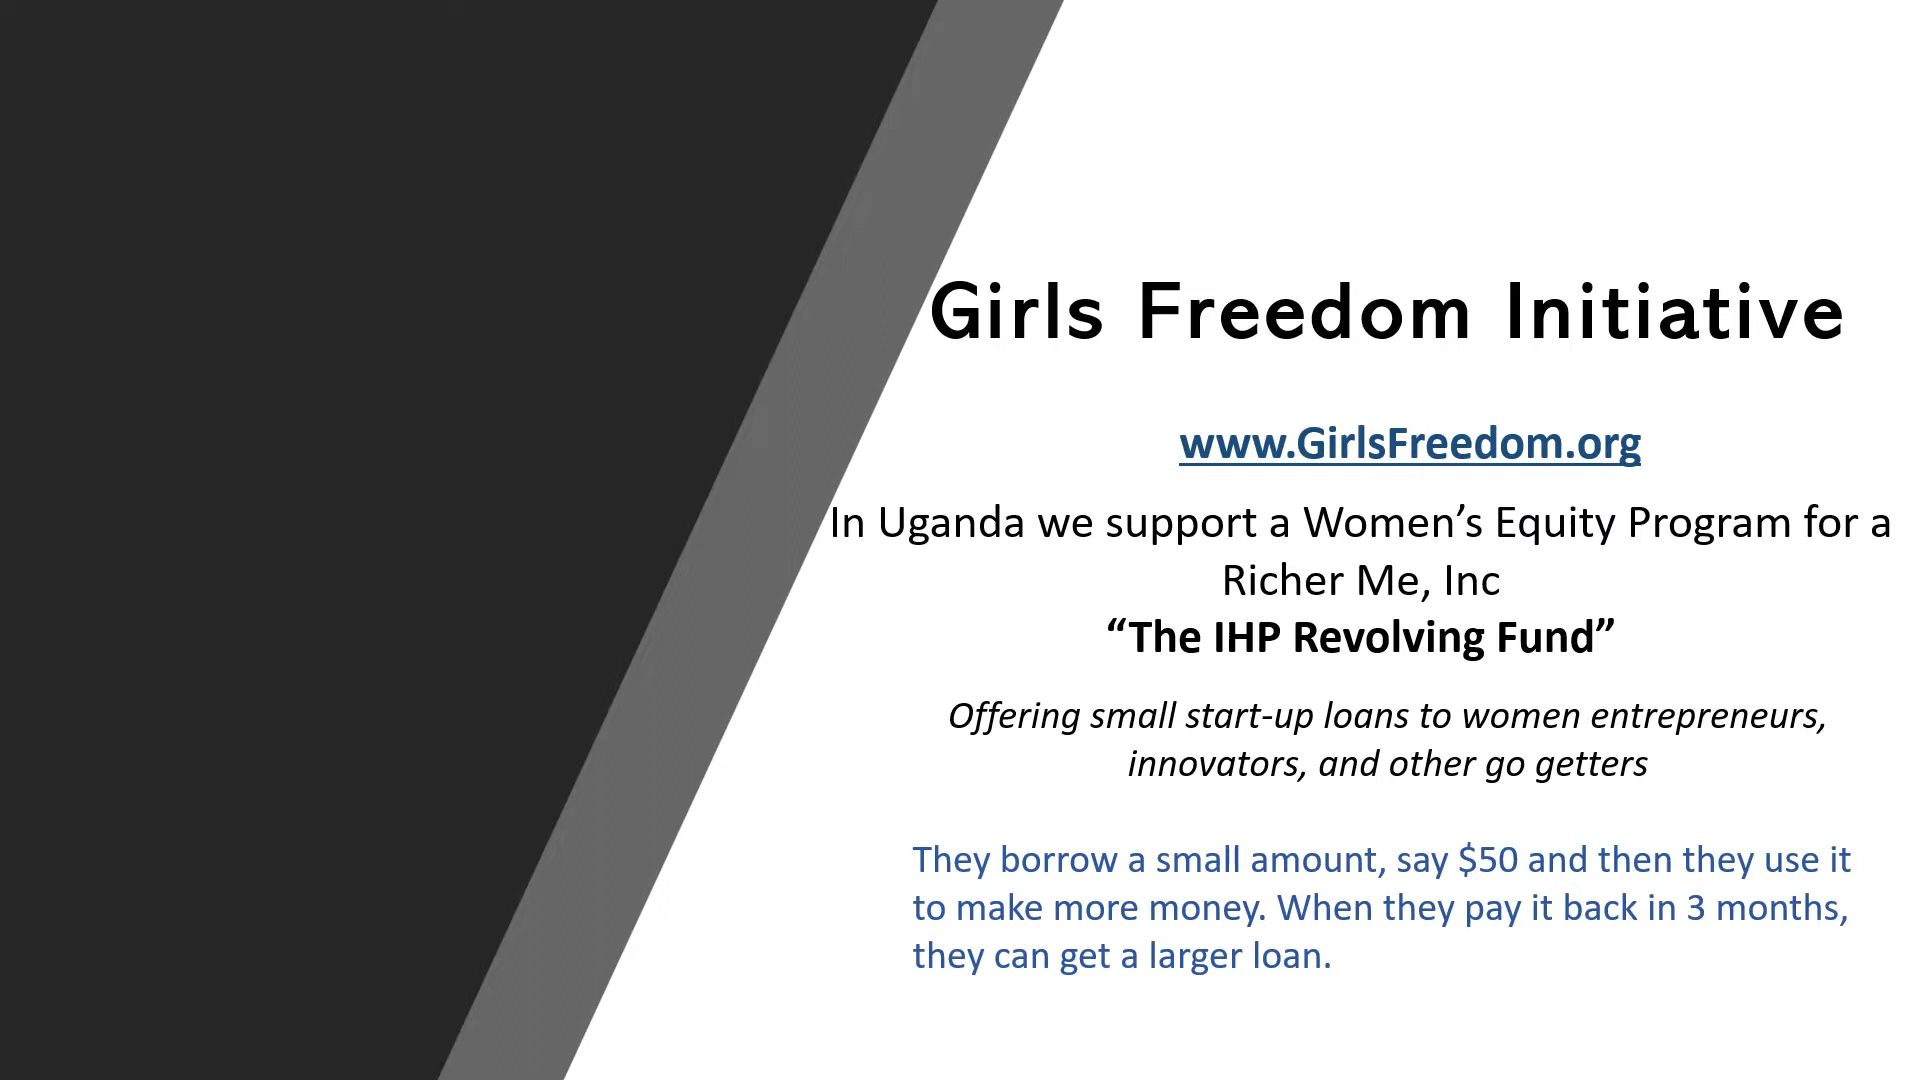 Girls Freedom Initiative
www.GirlsFreedom.org
In Uganda we support a Women’s Equity Program for a
Richer Me, Inc
“The IHP Revolving Fund”
Offering small start-up loans to women entrepreneurs,
innovators, and other go getters
They borrow a small amount, say $50 and then they use it
to make more money. When they pay it back in 3 months,
they can get a larger loan.